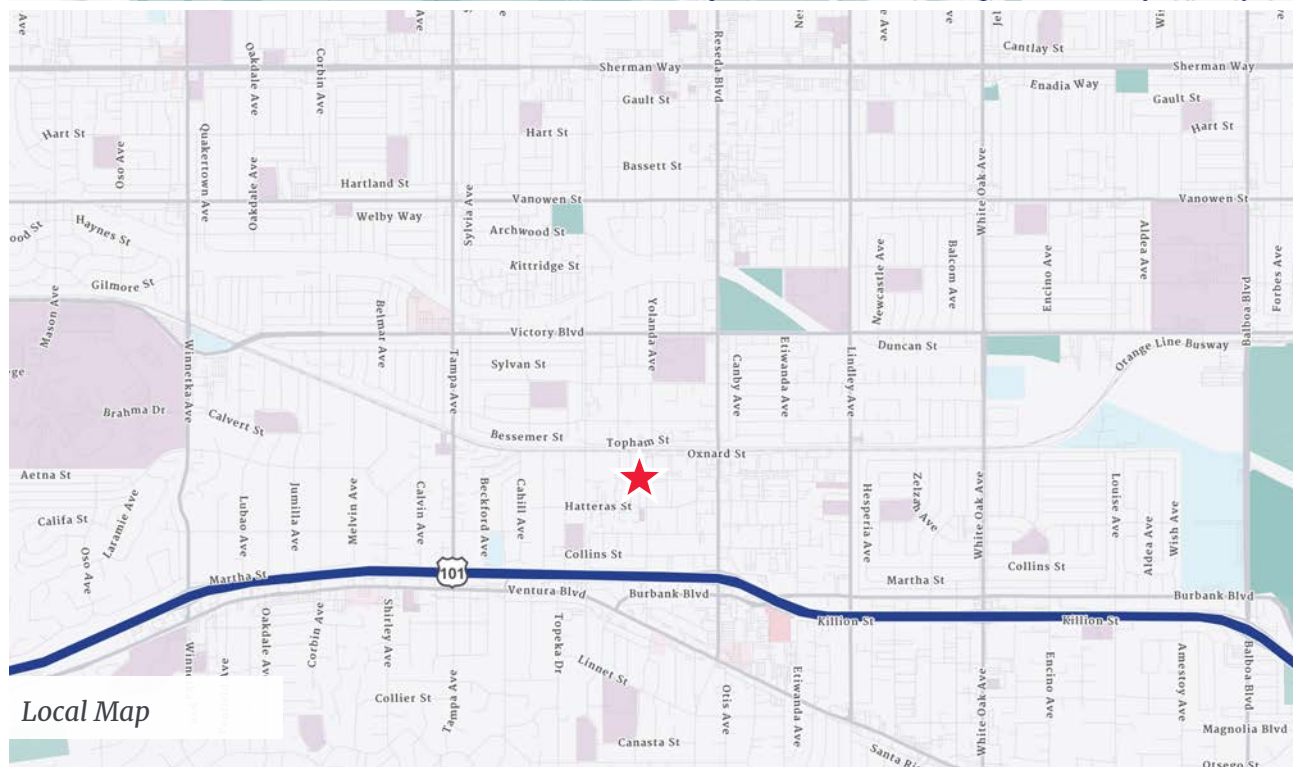 Ave
Oakdale Ave
Corbin Ave
Ave
Reseda Blvd
Ave
Cantlay St
Sherman Way
Sherman Way
Enadia Way
Gault St
Gault St
Hart St
Hart St
Hart St
Oso Ave
Quakertown Ave
Oakdale Ave
Bassett St
White Oak Ave
Hartland St
Sylvia Ave
Vanowen St
Vanowen St
Welby Way
Haynes St
Archwood St
Aldea Ave
Kittridge St
Newcastle Ave
Balcom Ave
Encino Ave
Balboa Blvd
Forbes Ave
Gilmore St
Mason Ave
Belmar Ave
Yolanda Ave
Victory Blvd
Duncan St
Orange Line Busway
Winnetka Ave
Tampa Ave
Sylvan St
Canby Ave
Etiwanda Ave
Lindley Ave
Brahma Dr
Calvert St
Bessemer St
Topham St
Oxnard St
Aetna St
Laramie Ave
Lubao Ave
Jumilla Ave
Melvin Ave
Calvin Ave
Beckford Ave
Cahill Ave
Hatteras St
Hesperia Ave
Zelzah Ave
White Oak Ave
Louise Ave
Aldea Ave
Wish Ave
Califa St
Oso Ave
Collins St
Collins St
Martha St
101
Martha St
Ventura Blvd
Burbank Blvd
Burbank Blvd
Killion St
Killion St
Oakdale Ave
Corbin Ave
Shirley Ave
Topeka Dr
Linnet St
Tampa Ave
Otis Ave
Etiwanda Ave
White Oak Ave
Encino Ave
Amestoy Ave
Balboa Blvd
Collier St
Local Map
Canasta St
Magnolia Blvd
Otsego St